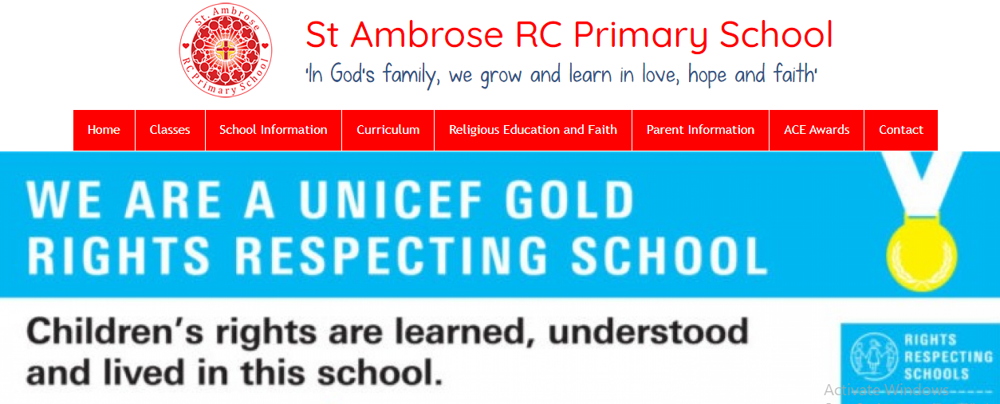 St. Ambrose
RC Primary School
St Ambrose RC Primary School
'In God's family, we grow and learn in love, hope and faith'
Home Classes School Information Curriculum Religious Education and Faith Parent Information ACE Awards Contact
WE ARE A UNICEF GOLD
RIGHTS RESPECTING SCHOOL
Children's rights are learned, understood
and lived in this school.
RIGHTS
RESPECTING
SCHOOLS
Activate Windows